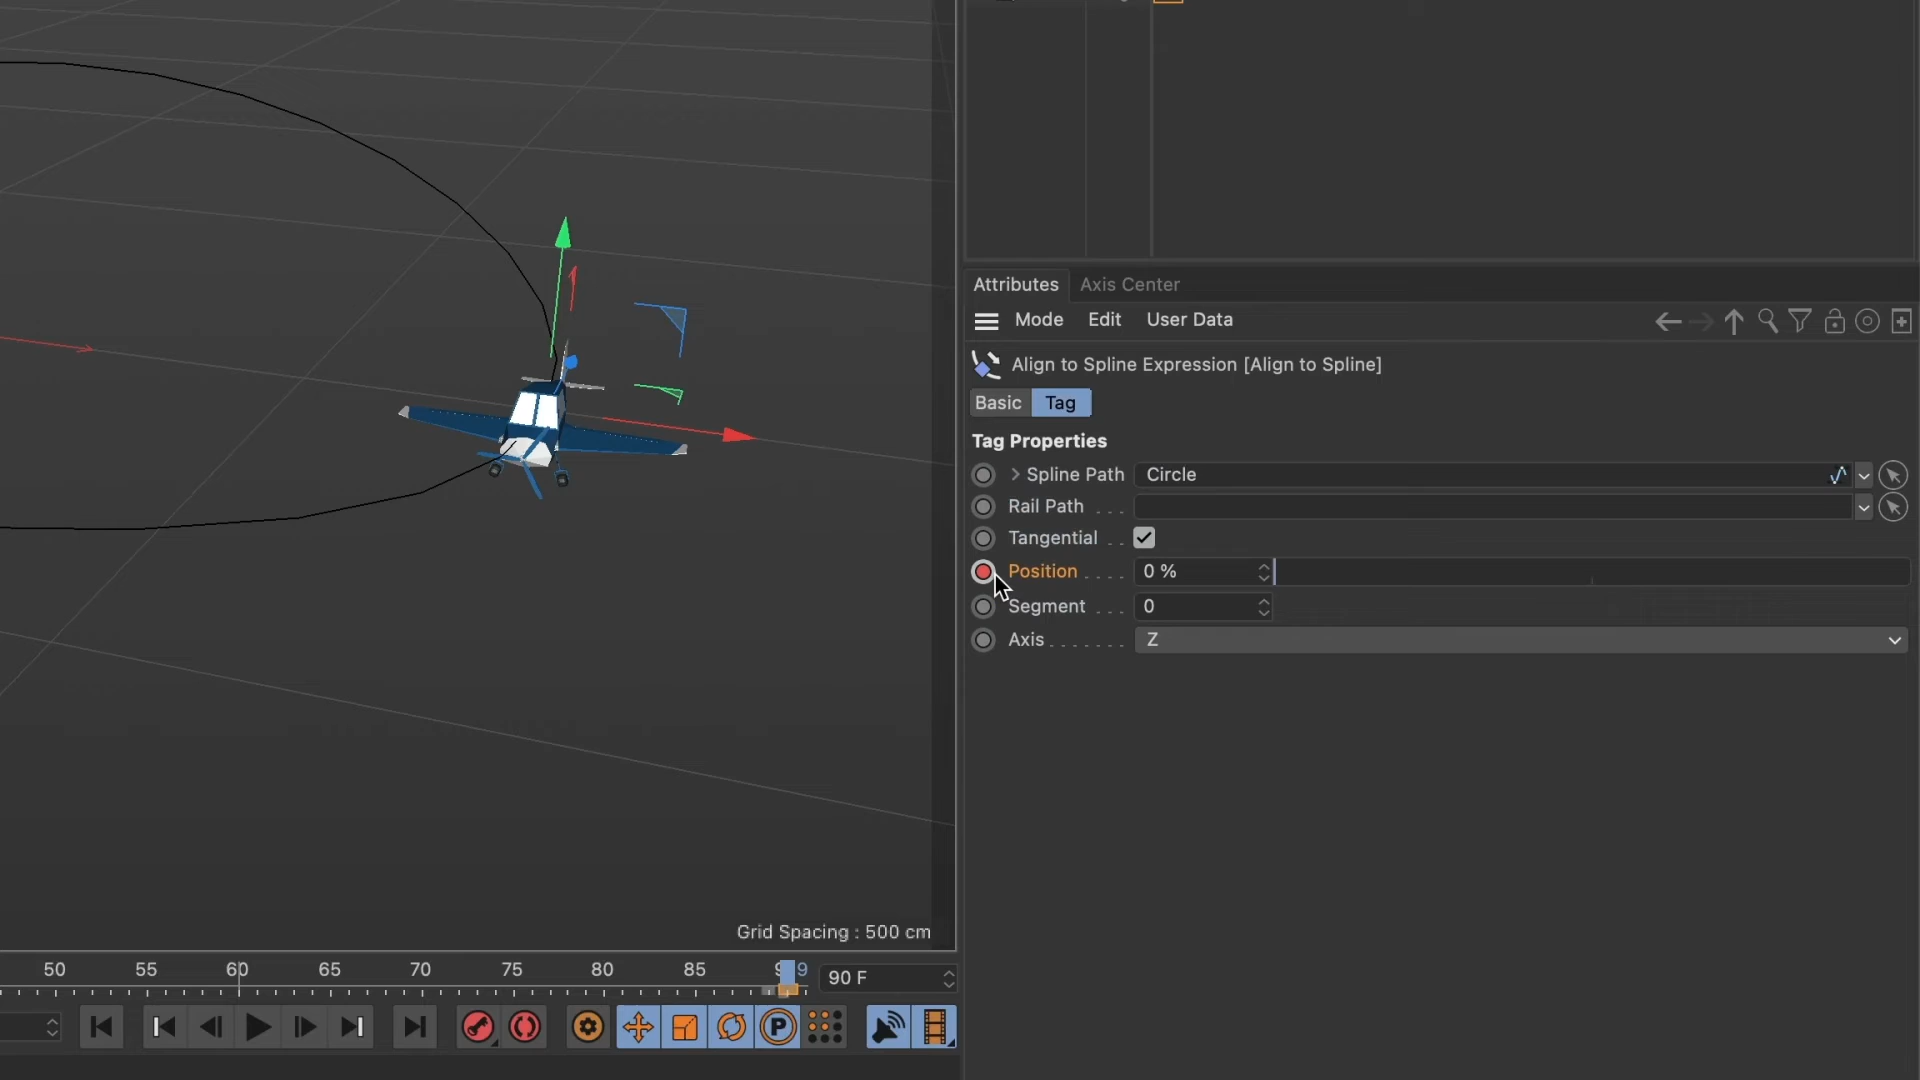 Attributes Axis Center
Mode Edit User Data
Align to Spline Expression [Align to Spline]
Basic Tag
Tag Properties
Spline Path Circle
Rail Path . . .
Tangential . .
Position . . . . 0 %
Segment . . . 0
Axis . . . . . . . Z
Grid Spacing : 500 cm
50 55 60 65 70 75 80 85 90 F
P